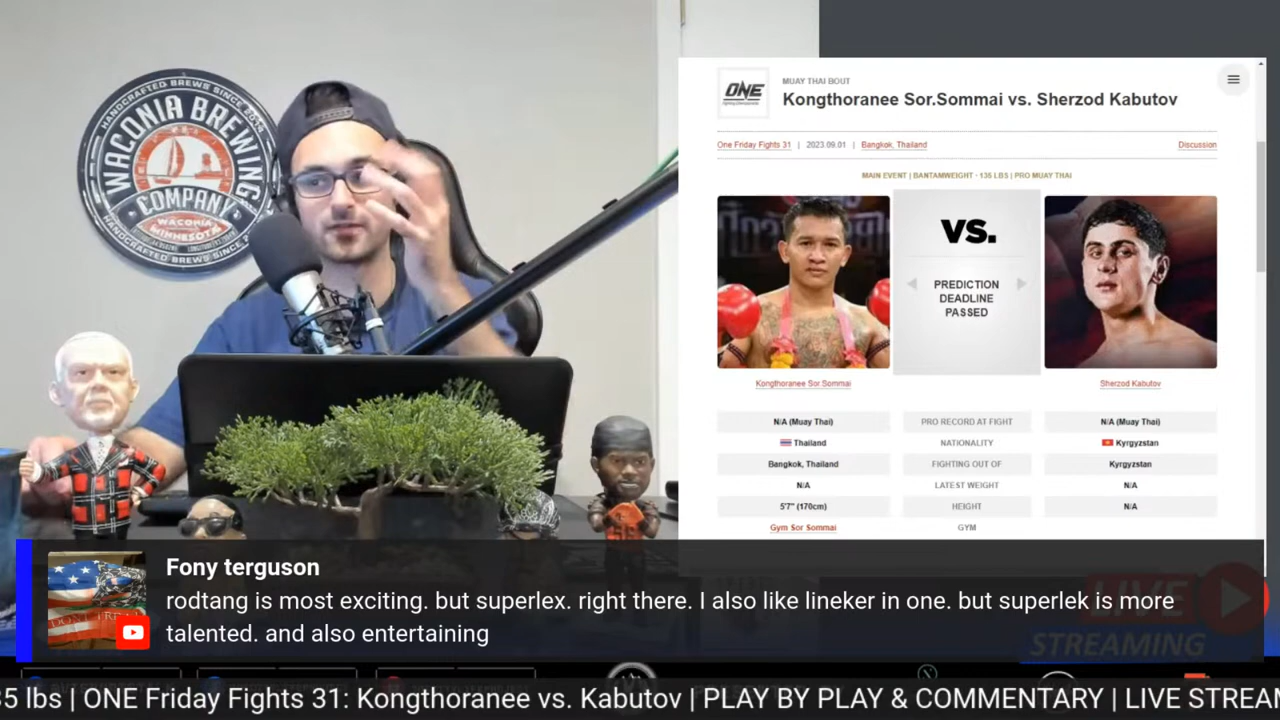 HANDCRAFTED BREWS SINCE 2014
WACONIA BREWING
COMPANY
WACONIA
MINNESOTA
HANDCRAFTED BREWS
ONE
MUAY THAI BOUT
Kongthoranee Sor.Sommai vs. Sherzod Kabutov
One Friday Fights 31 | 2023.09.01 | Bangkok, Thailand
Discussion
MAIN EVENT | BANTAMWEIGHT · 135 LBS | PRO MUAY THAI
VS.
PREDICTION
DEADLINE
PASSED
Kongthoranee Sor.Sommai
Sherzod Kabutov
N/A (Muay Thai) PRO RECORD AT FIGHT N/A (Muay Thai)
Thailand NATIONALITY Kyrgyzstan
Bangkok, Thailand FIGHTING OUT OF Kyrgyzstan
N/A LATEST WEIGHT N/A
5'7" (170cm) HEIGHT N/A
Gym Sor Sommai GYM
Fony terguson
rodtang is most exciting. but superlex. right there. I also like lineker in one. but superlek is more
talented. and also entertaining
LIVE
STREAMING
35 lbs | ONE Friday Fights 31: Kongthoranee vs. Kabutov | PLAY BY PLAY & COMMENTARY | LIVE STREA